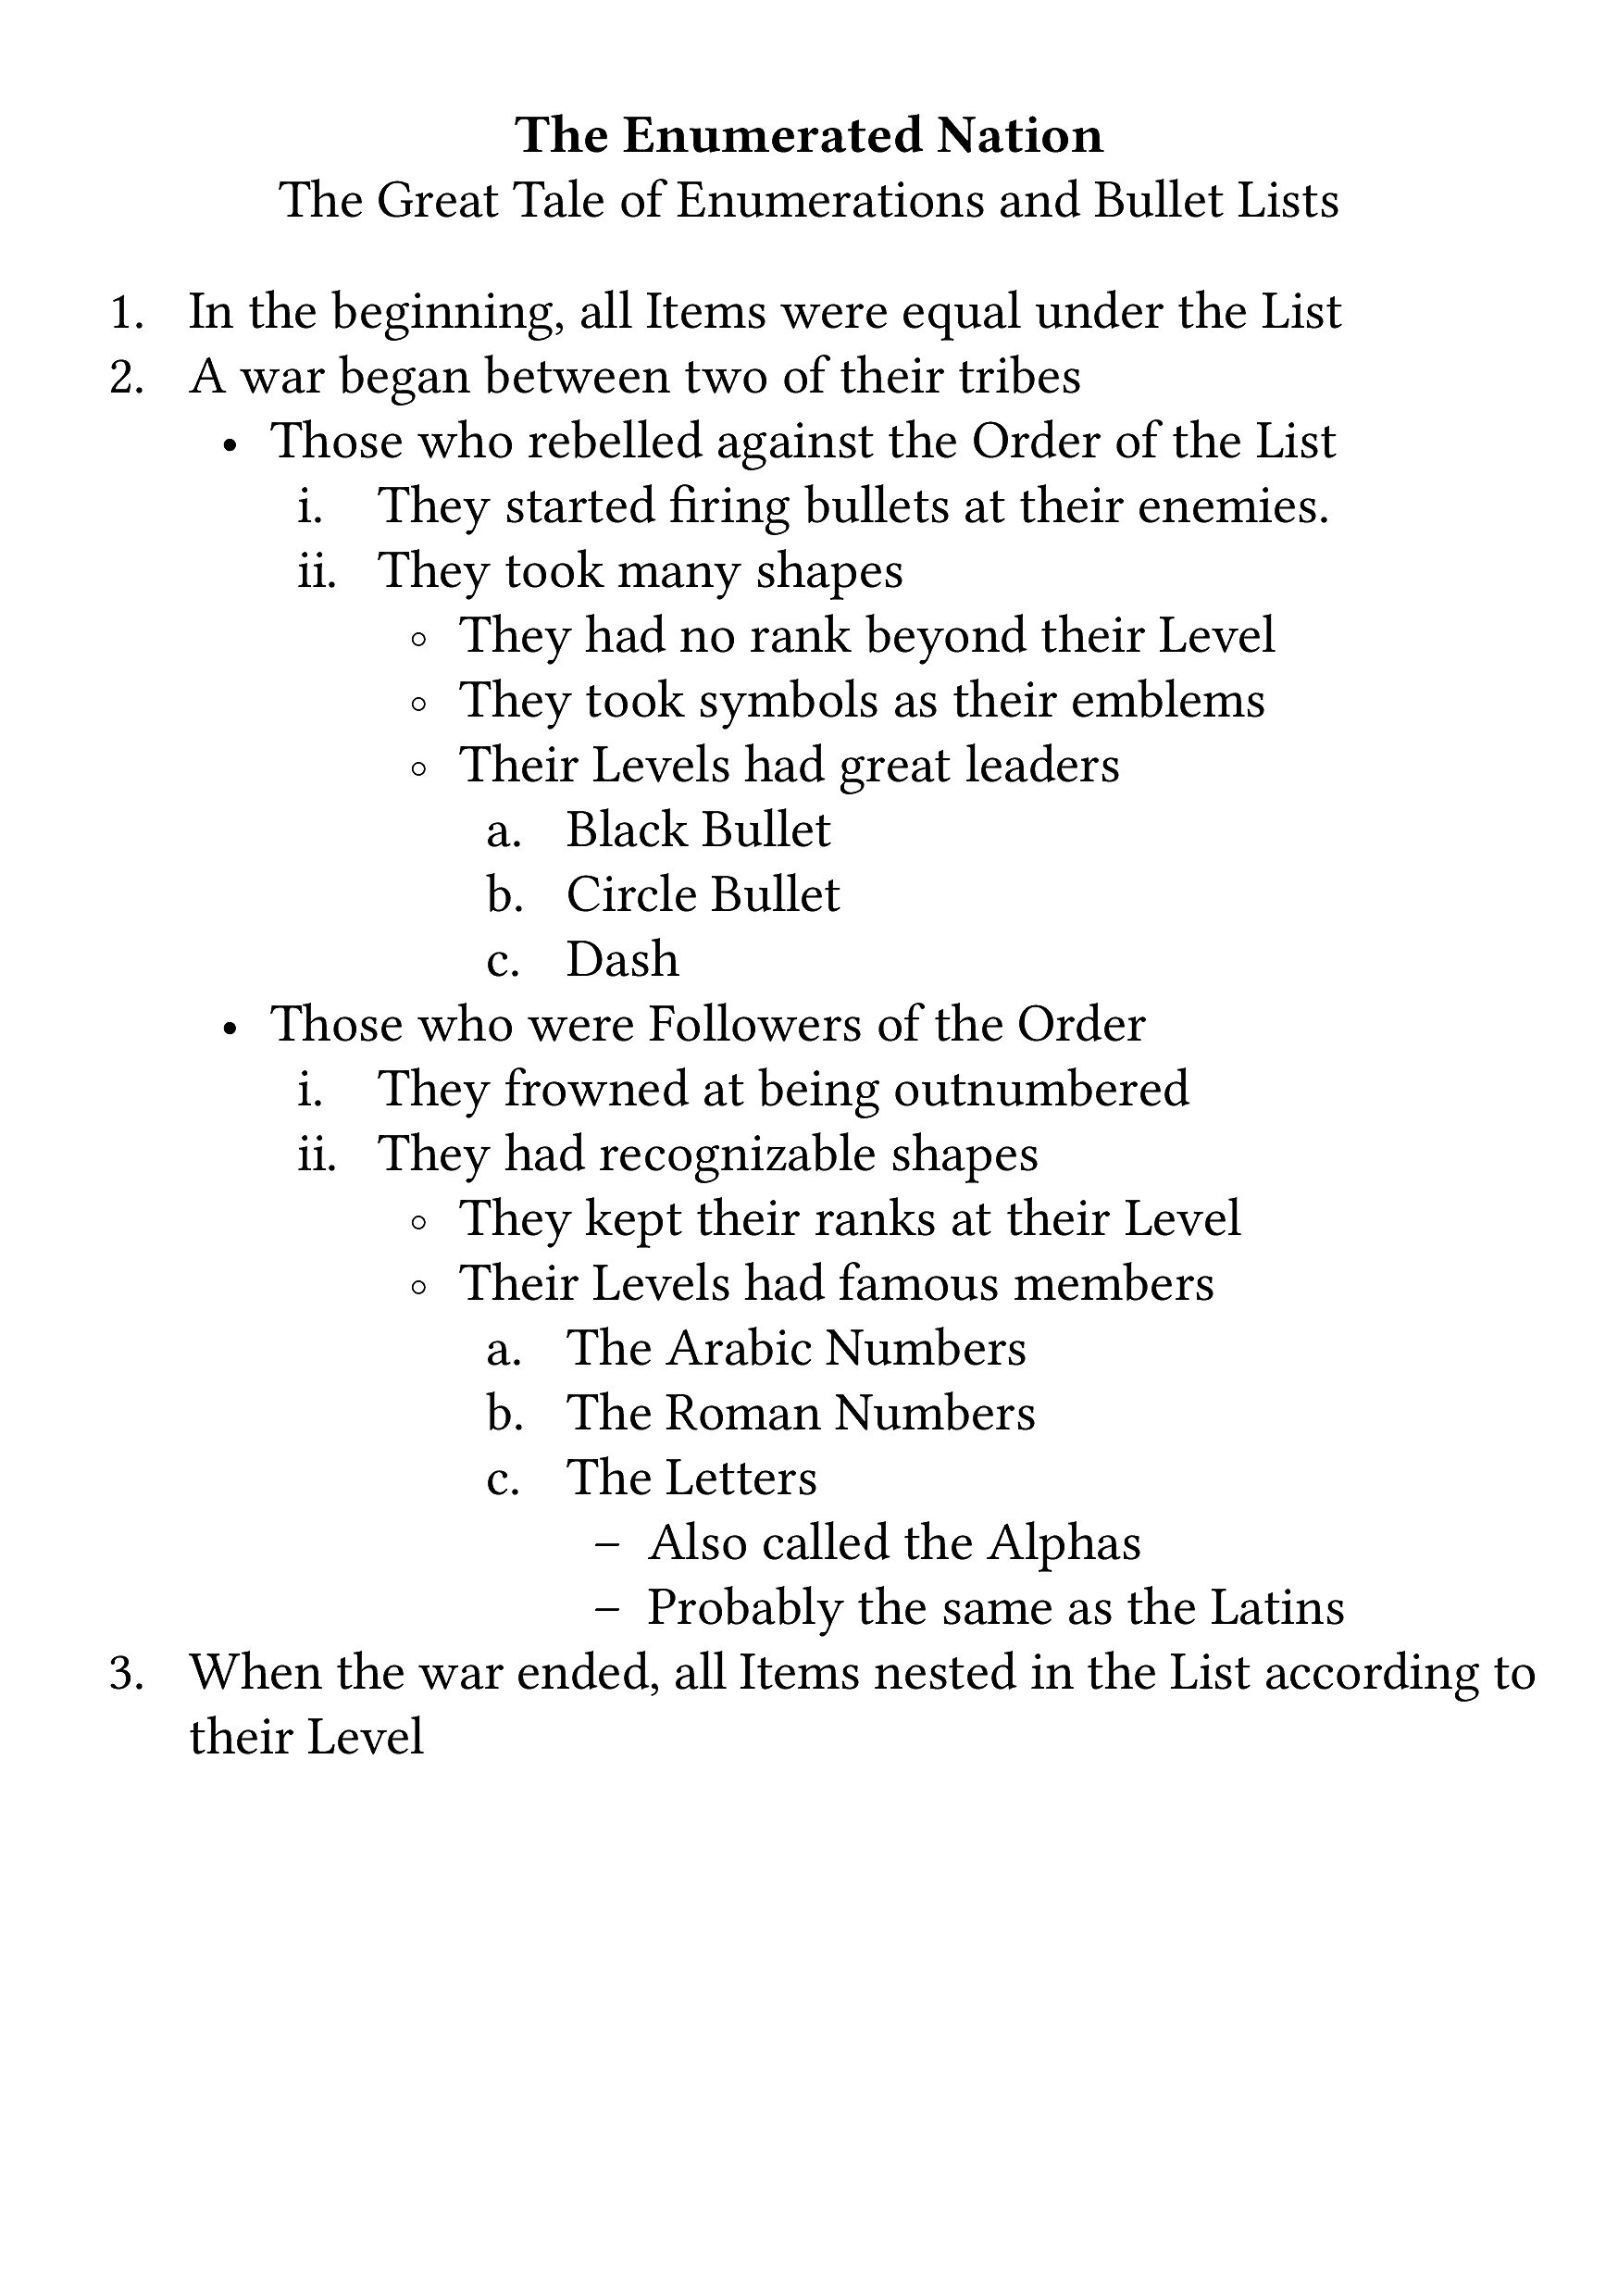 The Enumerated Nation
The Great Tale of Enumerations and Bullet Lists
1. In the beginning, all Items were equal under the List
2. A war began between two of their tribes
• Those who rebelled against the Order of the List
i. They started firing bullets at their enemies.
ii. They took many shapes
◦ They had no rank beyond their Level
◦ They took symbols as their emblems
◦ Their Levels had great leaders
a. Black Bullet
b. Circle Bullet
c. Dash
• Those who were Followers of the Order
i. They frowned at being outnumbered
ii. They had recognizable shapes
◦ They kept their ranks at their Level
◦ Their Levels had famous members
a. The Arabic Numbers
b. The Roman Numbers
c. The Letters
– Also called the Alphas
– Probably the same as the Latins
3. When the war ended, all Items nested in the List according to
their Level